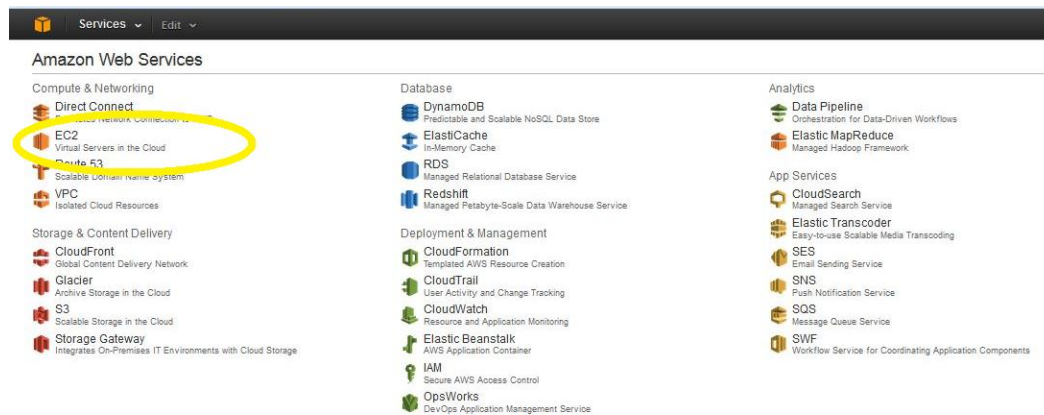 Services Edit
Amazon Web Services
Compute & Networking
Direct Connect
EC2
Virtual Servers in the Cloud
Route 53
Scalable Domain Name System
VPC
Isolated Cloud Resources
Storage & Content Delivery
CloudFront
Global Content Delivery Network
Glacier
Archive Storage in the Cloud
S3
Scalable Storage in the Cloud
Storage Gateway
Integrates On-Premises IT Environments with Cloud Storage
Database
DynamoDB
Predictable and Scalable NoSQL Data Store
ElastiCache
In-Memory Cache
RDS
Managed Relational Database Service
Redshift
Managed Petabyte-Scale Data Warehouse Service
Deployment & Management
CloudFormation
Templated AWS Resource Creation
CloudTrail
User Activity and Change Tracking
CloudWatch
Resource and Application Monitoring
Elastic Beanstalk
AWS Application Container
IAM
Secure AWS Access Control
OpsWorks
DevOps Application Management Service
Analytics
Data Pipeline
Orchestration for Data-Driven Workflows
Elastic MapReduce
Managed Hadoop Framework
App Services
CloudSearch
Managed Search Service
Elastic Transcoder
Easy-to-use Scalable Media Transcoding
SES
Email Sending Service
SNS
Push Notification Service
SQS
Message Queue Service
SWF
Workflow Service for Coordinating Application Components